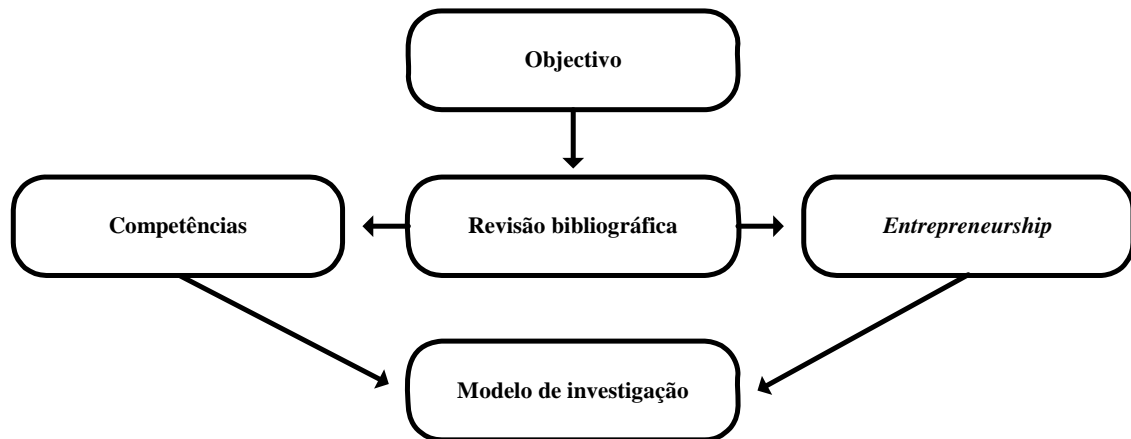 Objectivo
Competências
Revisão bibliográfica
Entrepreneurship
Modelo de investigação